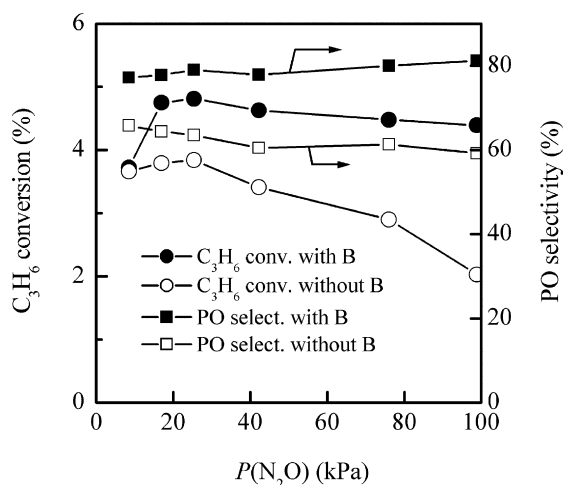 6
4
2
0
C₃H₆ conversion (%)
80
60
40
20
0
PO selectivity (%)
C₃H₆ conv. with B
C₃H₆ conv. without B
PO select. with B
PO select. without B
0 20 40 60 80 100
P(N₂O) (kPa)